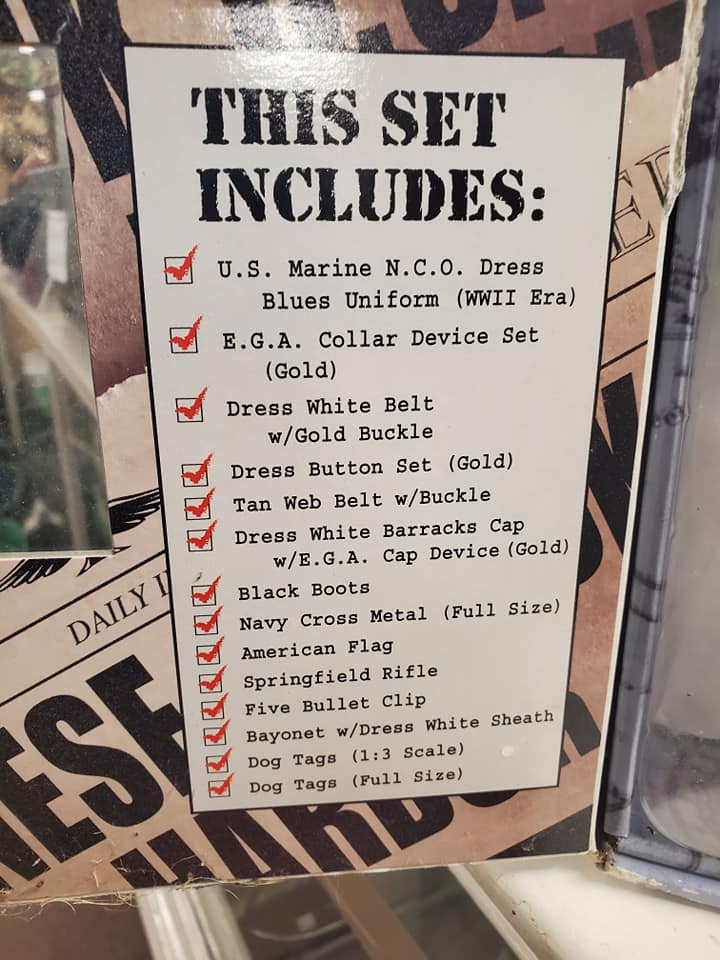 THIS SET
INCLUDES:
U.S. Marine N.C.O. Dress
Blues Uniform (WWII Era)
E.G.A. Collar Device Set
(Gold)
Dress White Belt
w/Gold Buckle
Dress Button Set (Gold)
Tan Web Belt w/Buckle
Dress White Barracks Cap
w/E.G.A. Cap Device (Gold)
Black Boots
Navy Cross Metal (Full Size)
American Flag
Springfield Rifle
Five Bullet Clip
Bayonet w/Dress White Sheath
Dog Tags (1:3 Scale)
Dog Tags (Full Size)
DAILY